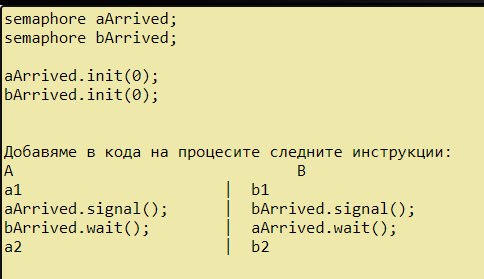 semaphore aArrived;
semaphore bArrived;
aArrived.init(0);
bArrived.init(0);
Добавяме в кода на процесите следните инструкции:
A B
a1 | b1
aArrived.signal(); | bArrived.signal();
bArrived.wait(); | aArrived.wait();
a2 | b2